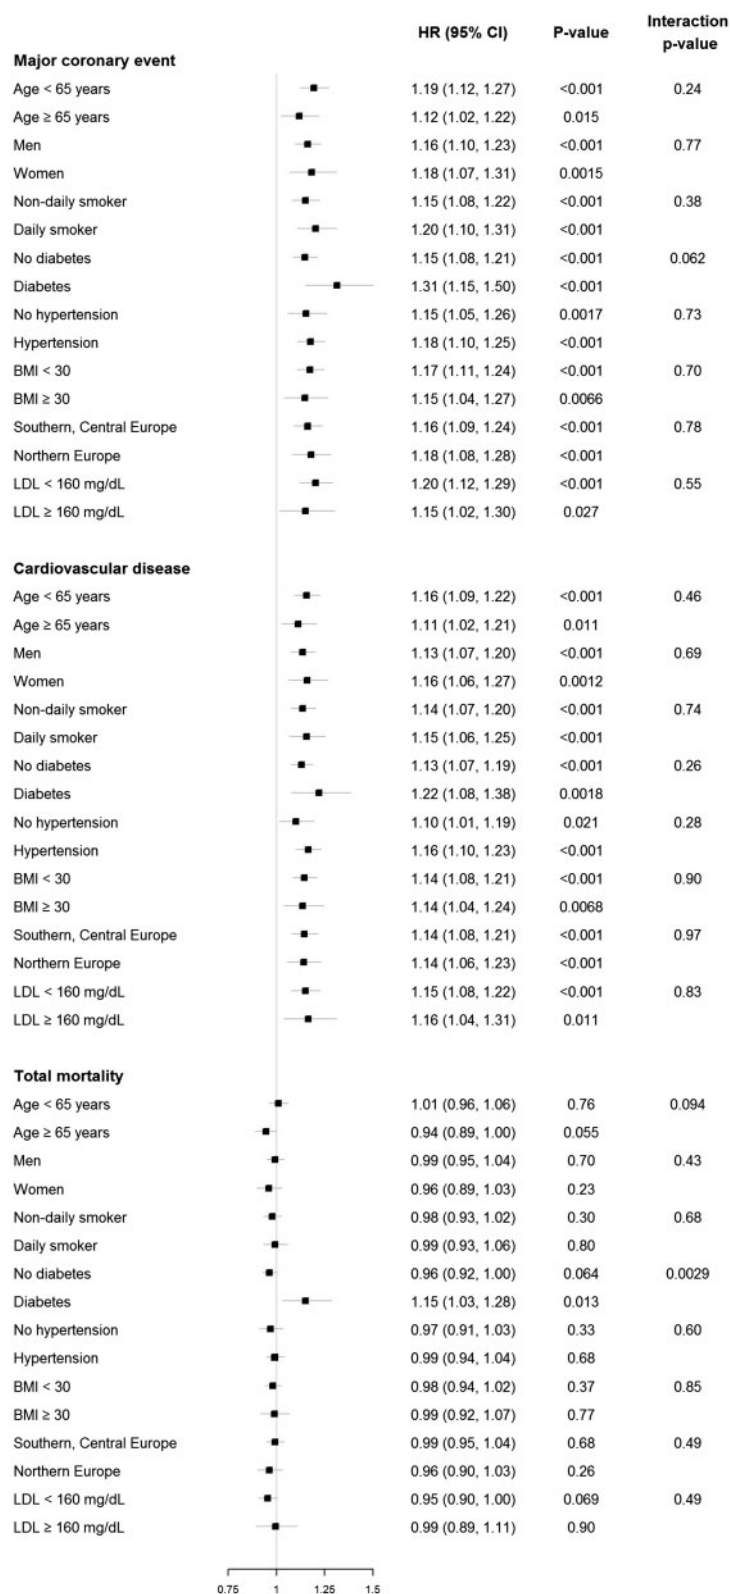 HR (95% CI) P-value Interaction p-value
Major coronary event
Age < 65 years 1.19 (1.12, 1.27) <0.001 0.24
Age ≥ 65 years 1.12 (1.02, 1.22) 0.015
Men 1.16 (1.10, 1.23) <0.001 0.77
Women 1.18 (1.07, 1.31) 0.0015
Non-daily smoker 1.15 (1.08, 1.22) <0.001 0.38
Daily smoker 1.20 (1.10, 1.31) <0.001
No diabetes 1.15 (1.08, 1.21) <0.001 0.062
Diabetes 1.31 (1.15, 1.50) <0.001
No hypertension 1.15 (1.05, 1.26) 0.0017 0.73
Hypertension 1.18 (1.10, 1.25) <0.001
BMI < 30 1.17 (1.11, 1.24) <0.001 0.70
BMI ≥ 30 1.15 (1.04, 1.27) 0.0066
Southern, Central Europe 1.16 (1.09, 1.24) <0.001 0.78
Northern Europe 1.18 (1.08, 1.28) <0.001
LDL < 160 mg/dL 1.20 (1.12, 1.29) <0.001 0.55
LDL ≥ 160 mg/dL 1.15 (1.02, 1.30) 0.027
Cardiovascular disease
Age < 65 years 1.16 (1.09, 1.22) <0.001 0.46
Age ≥ 65 years 1.11 (1.02, 1.21) 0.011
Men 1.13 (1.07, 1.20) <0.001 0.69
Women 1.16 (1.06, 1.27) 0.0012
Non-daily smoker 1.14 (1.07, 1.20) <0.001 0.74
Daily smoker 1.15 (1.06, 1.25) <0.001
No diabetes 1.13 (1.07, 1.19) <0.001 0.26
Diabetes 1.22 (1.08, 1.38) 0.0018
No hypertension 1.10 (1.01, 1.19) 0.021 0.28
Hypertension 1.16 (1.10, 1.23) <0.001
BMI < 30 1.14 (1.08, 1.21) <0.001 0.90
BMI ≥ 30 1.14 (1.04, 1.24) 0.0068
Southern, Central Europe 1.14 (1.08, 1.21) <0.001 0.97
Northern Europe 1.14 (1.06, 1.23) <0.001
LDL < 160 mg/dL 1.15 (1.08, 1.22) <0.001 0.83
LDL ≥ 160 mg/dL 1.16 (1.04, 1.31) 0.011
Total mortality
Age < 65 years 1.01 (0.96, 1.06) 0.76 0.094
Age ≥ 65 years 0.94 (0.89, 1.00) 0.055
Men 0.99 (0.95, 1.04) 0.70 0.43
Women 0.96 (0.89, 1.03) 0.23
Non-daily smoker 0.98 (0.93, 1.02) 0.30 0.68
Daily smoker 0.99 (0.93, 1.06) 0.80
No diabetes 0.96 (0.92, 1.00) 0.064 0.0029
Diabetes 1.15 (1.03, 1.28) 0.013
No hypertension 0.97 (0.91, 1.03) 0.33 0.60
Hypertension 0.99 (0.94, 1.04) 0.68
BMI < 30 0.98 (0.94, 1.02) 0.37 0.85
BMI ≥ 30 0.99 (0.92, 1.07) 0.77
Southern, Central Europe 0.99 (0.95, 1.04) 0.68 0.49
Northern Europe 0.96 (0.90, 1.03) 0.26
LDL < 160 mg/dL 0.95 (0.90, 1.00) 0.069 0.49
LDL ≥ 160 mg/dL 0.99 (0.89, 1.11) 0.90
0.75 1 1.25 1.5